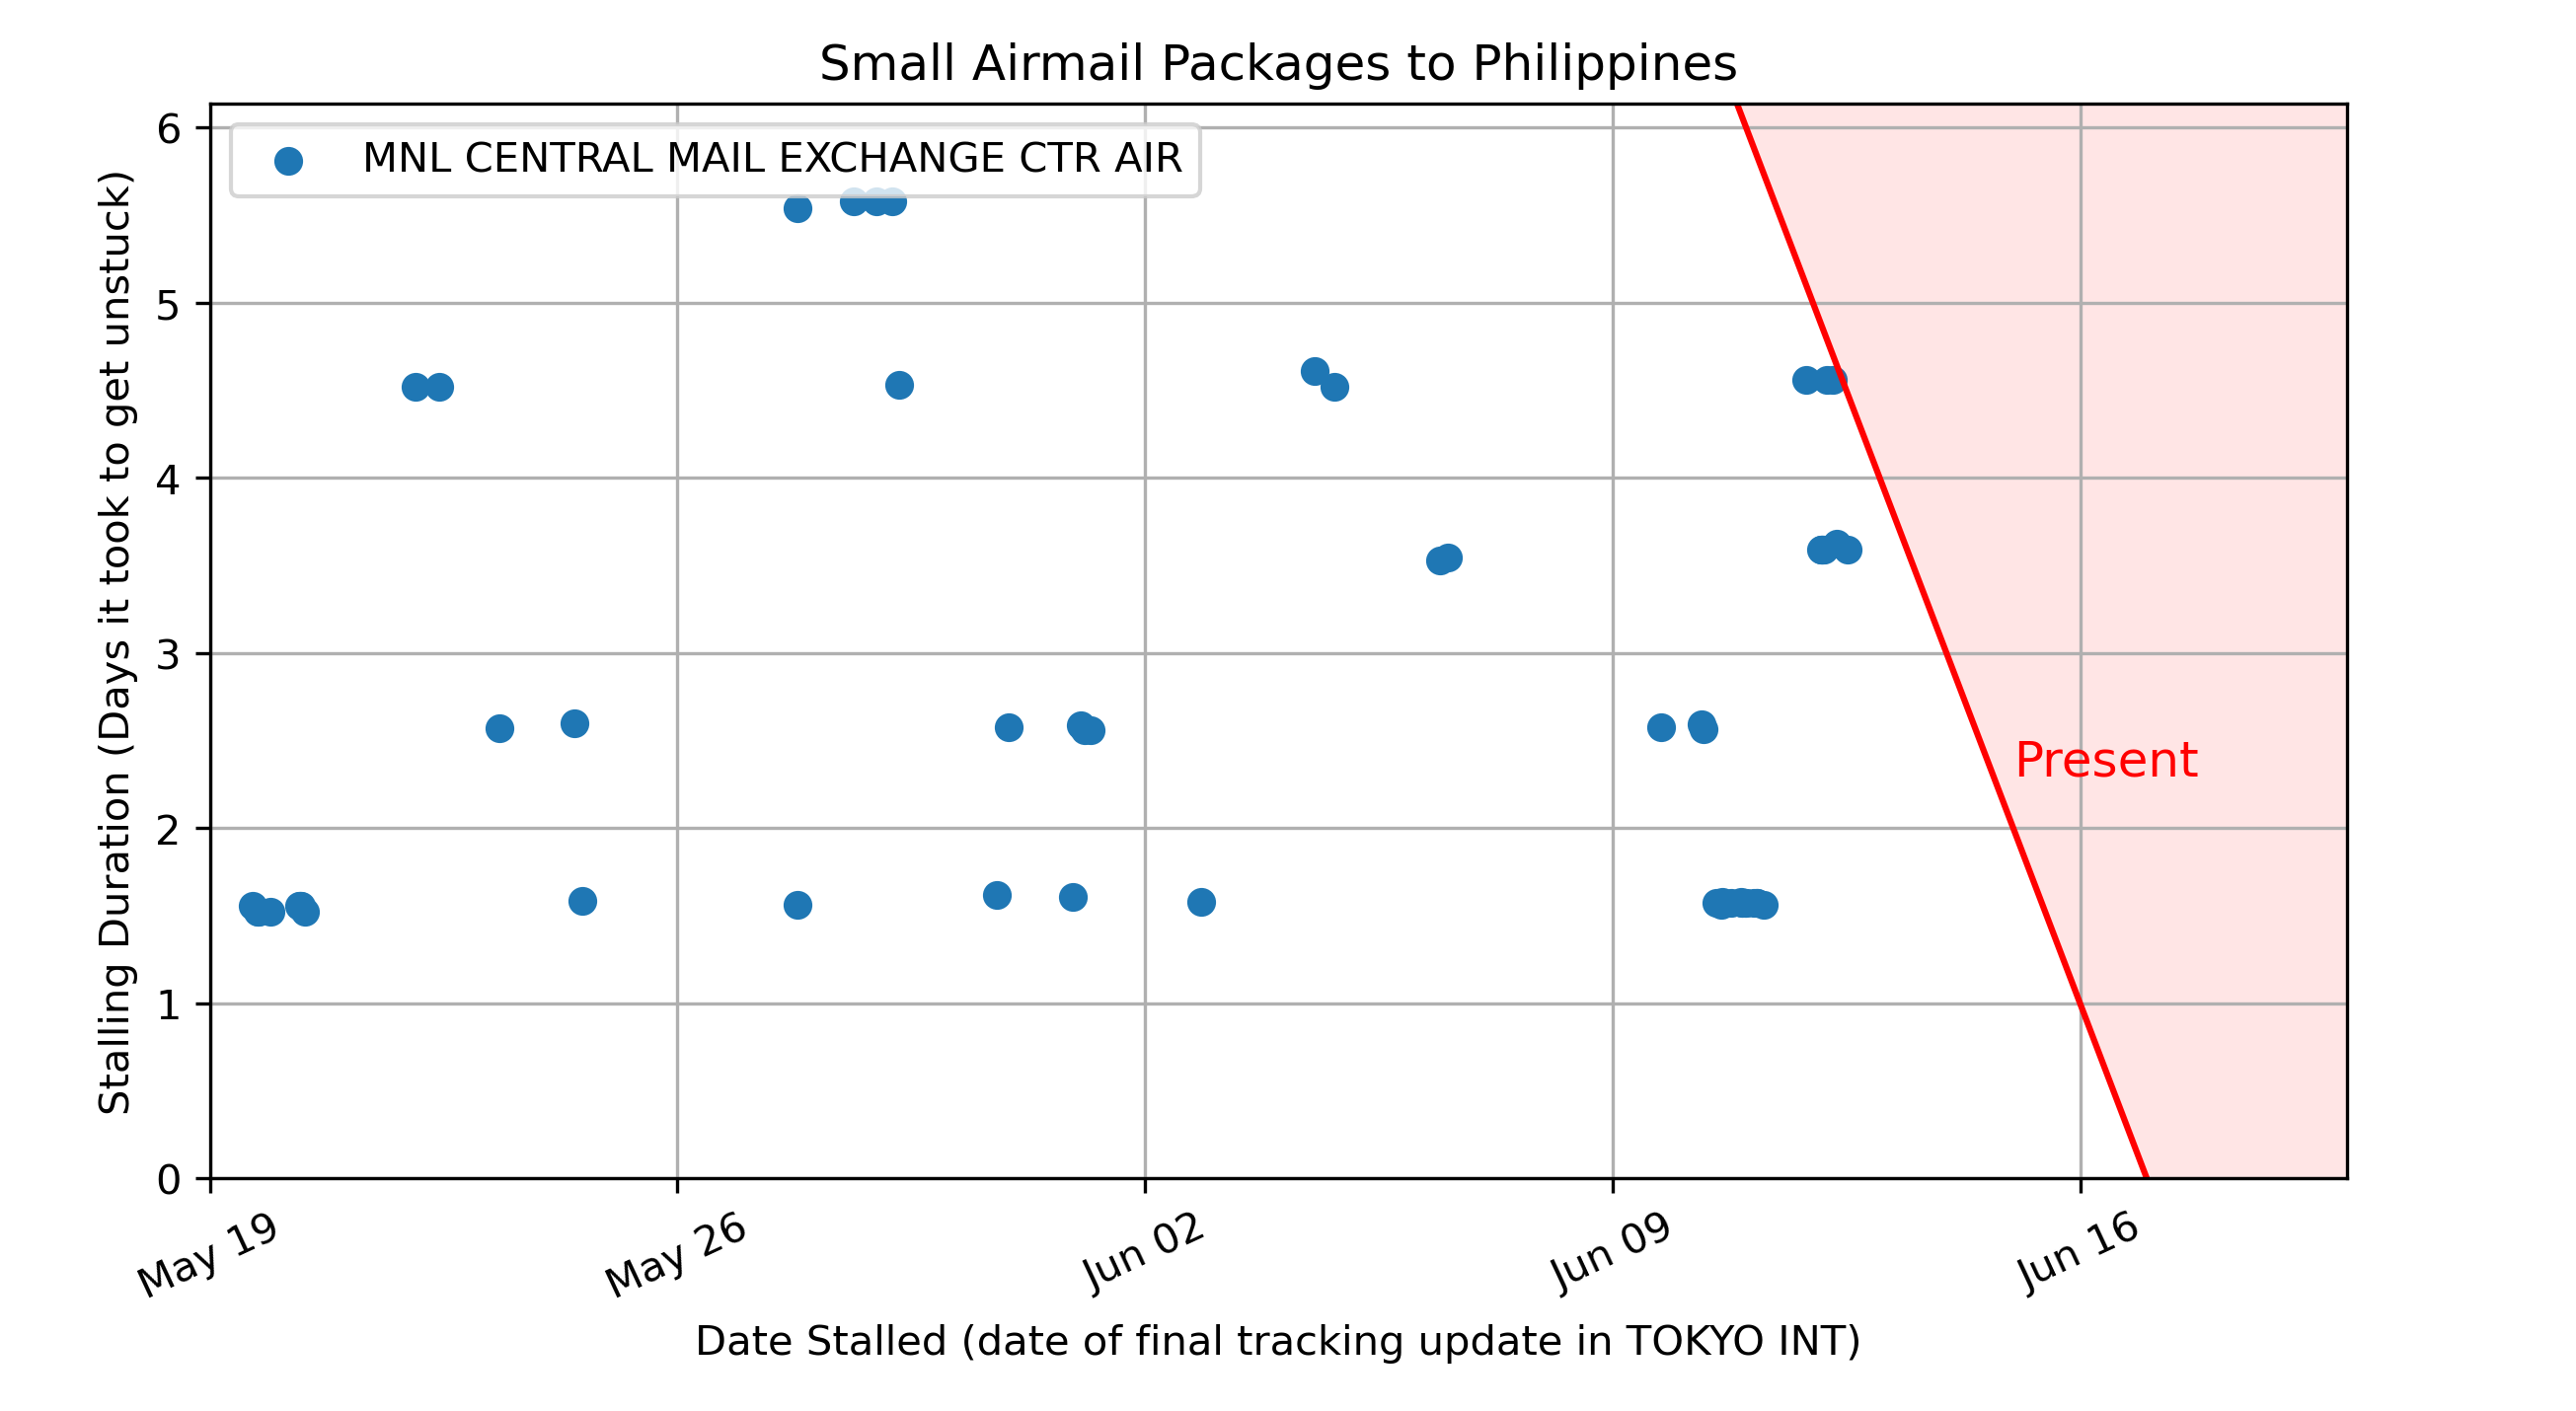 Small Airmail Packages to Philippines
MNL CENTRAL MAIL EXCHANGE CTR AIR
Stalling Duration (Days it took to get unstuck)
6
5
4
3
2
1
0
Present
May 19
May 26
Jun 02
Jun 09
Jun 16
Date Stalled (date of final tracking update in TOKYO INT)